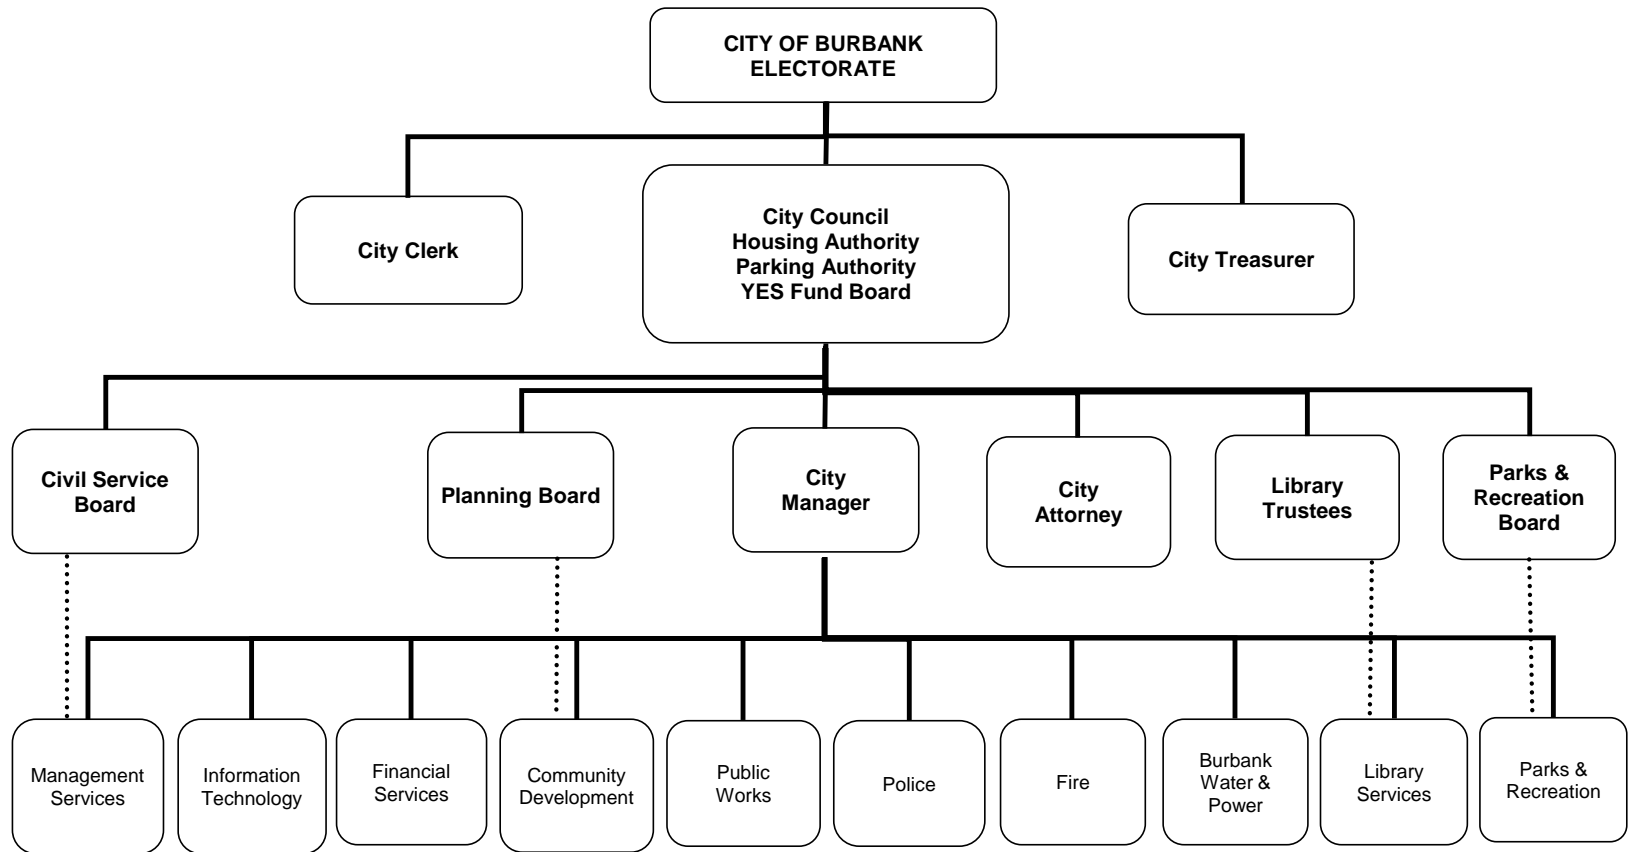 CITY OF BURBANK
ELECTORATE
City Clerk
City Council
Housing Authority
Parking Authority
YES Fund Board
City Treasurer
Civil Service
Board
Planning Board
City
Manager
City
Attorney
Library
Trustees
Parks &
Recreation
Board
Management
Services
Information
Technology
Financial
Services
Community
Development
Public
Works
Police
Fire
Burbank
Water &
Power
Library
Services
Parks &
Recreation